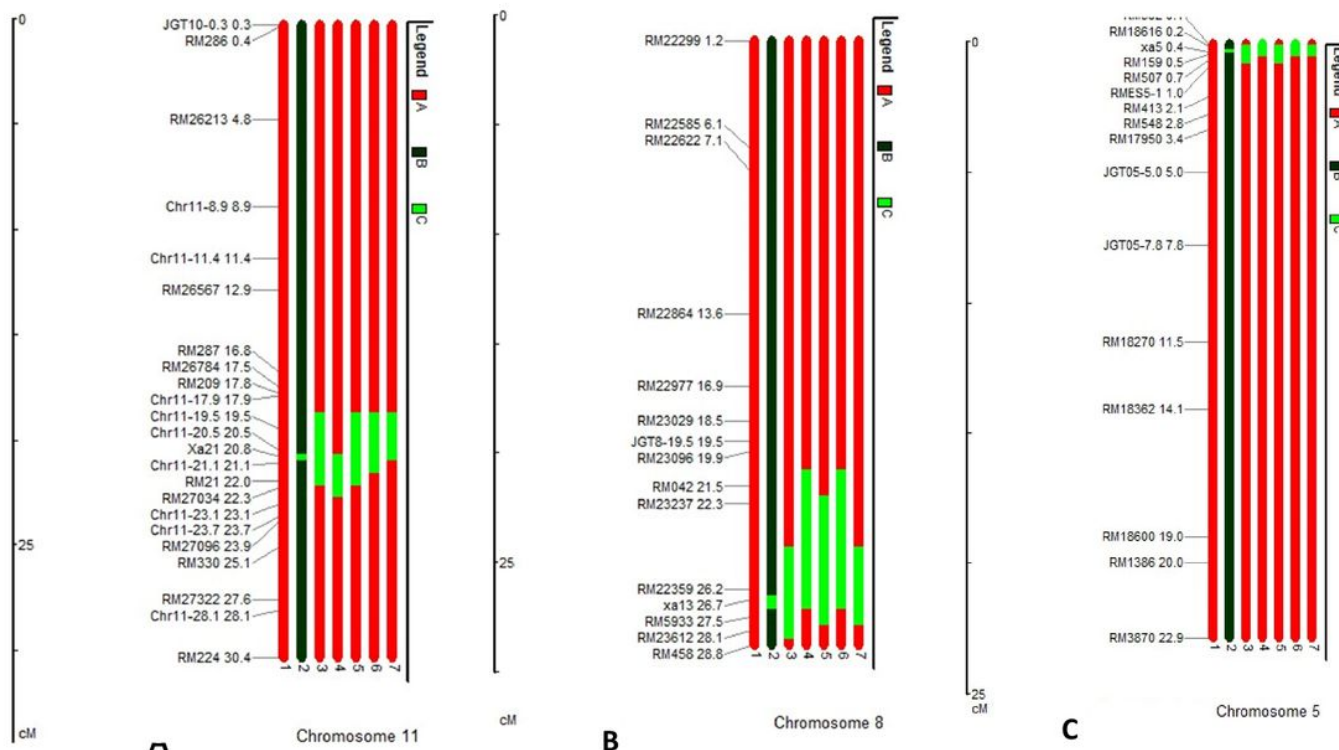 0
25
cM
JGT10-0.3 0.3
RM286 0.4
RM26213 4.8
Chr11-8.9 8.9
Chr11-11.4 11.4
RM26567 12.9
RM287 16.8
RM26784 17.5
RM209 17.8
Chr11-17.9 17.9
Chr11-19.5 19.5
Chr11-20.5 20.5
Xa21 20.8
Chr11-21.1 21.1
RM21 22.0
RM27034 22.3
Chr11-23.1 23.1
Chr11-23.7 23.7
RM27096 23.9
RM330 25.1
RM27322 27.6
Chr11-28.1 28.1
RM224 30.4
1 2 3 4 5 6 7
Legend
A
B
C
A
Chromosome 11
0
25
cM
RM22299 1.2
RM22585 6.1
RM22622 7.1
RM22864 13.6
RM22977 16.9
RM23029 18.5
JGT8-19.5 19.5
RM23096 19.9
RM042 21.5
RM23237 22.3
RM22359 26.2
xa13 26.7
RM5933 27.5
RM23612 28.1
RM458 28.8
1 2 3 4 5 6 7
Legend
A
B
C
B
Chromosome 8
0
25
cM
RM18616 0.2
xa5 0.4
RM159 0.5
RM507 0.7
RMES5-1 1.0
RM413 2.1
RM548 2.8
RM17950 3.4
JGT05-5.0 5.0
JGT05-7.8 7.8
RM18270 11.5
RM18362 14.1
RM18600 19.0
RM1386 20.0
RM3870 22.9
1 2 3 4 5 6 7
Legend
A
B
C
C
Chromosome 5